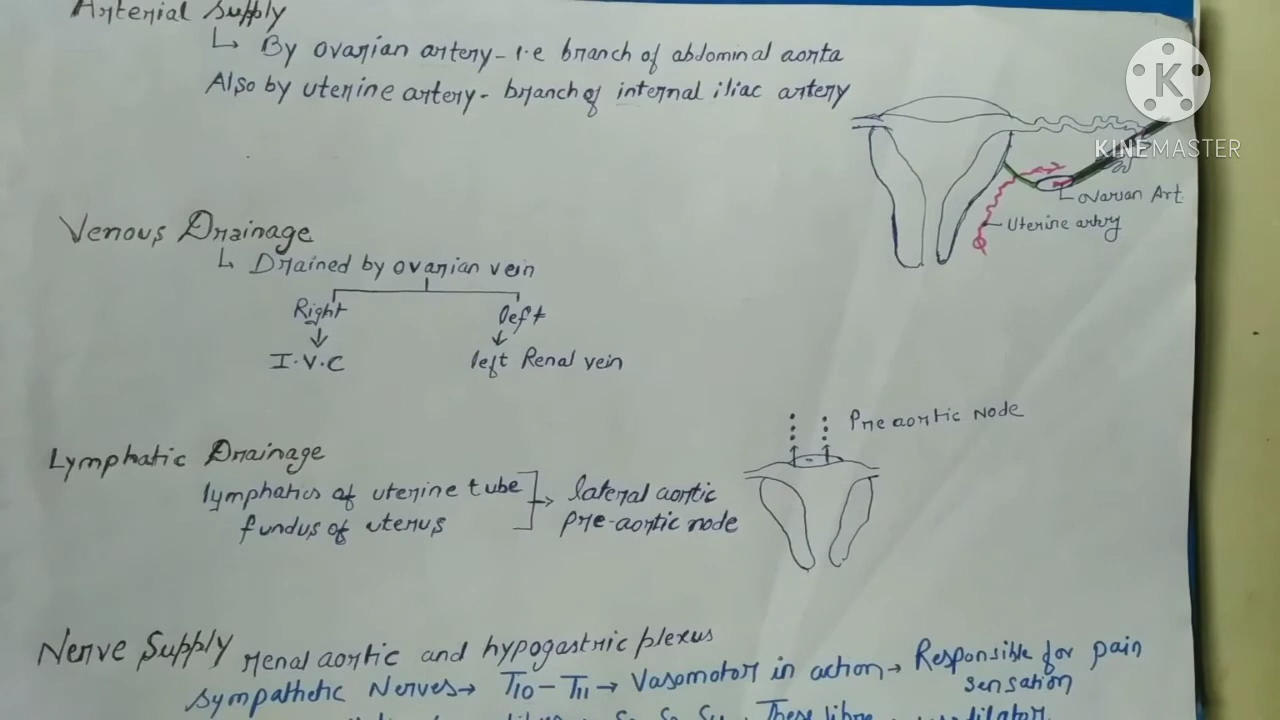 Arterial Supply
↳ By ovarian artery - i.e branch of abdominal aorta
Also by uterine artery - branch of internal iliac artery
K
KINEMASTER
Ovarian Art.
Uterine artry
Venous Drainage
↳ Drained by ovarian vein
Right left
I.V.C left Renal vein
Pre aortic Node
Lymphatic Drainage
lymphatics of uterine tube → lateral aortic
fundus of uterus pre-aortic node
Nerve Supply renal aortic and hypogastric plexus
Sympathetic Nerves → T10 - T11 → Vasomotor in action → Responsible for pain
sensation
These fibre